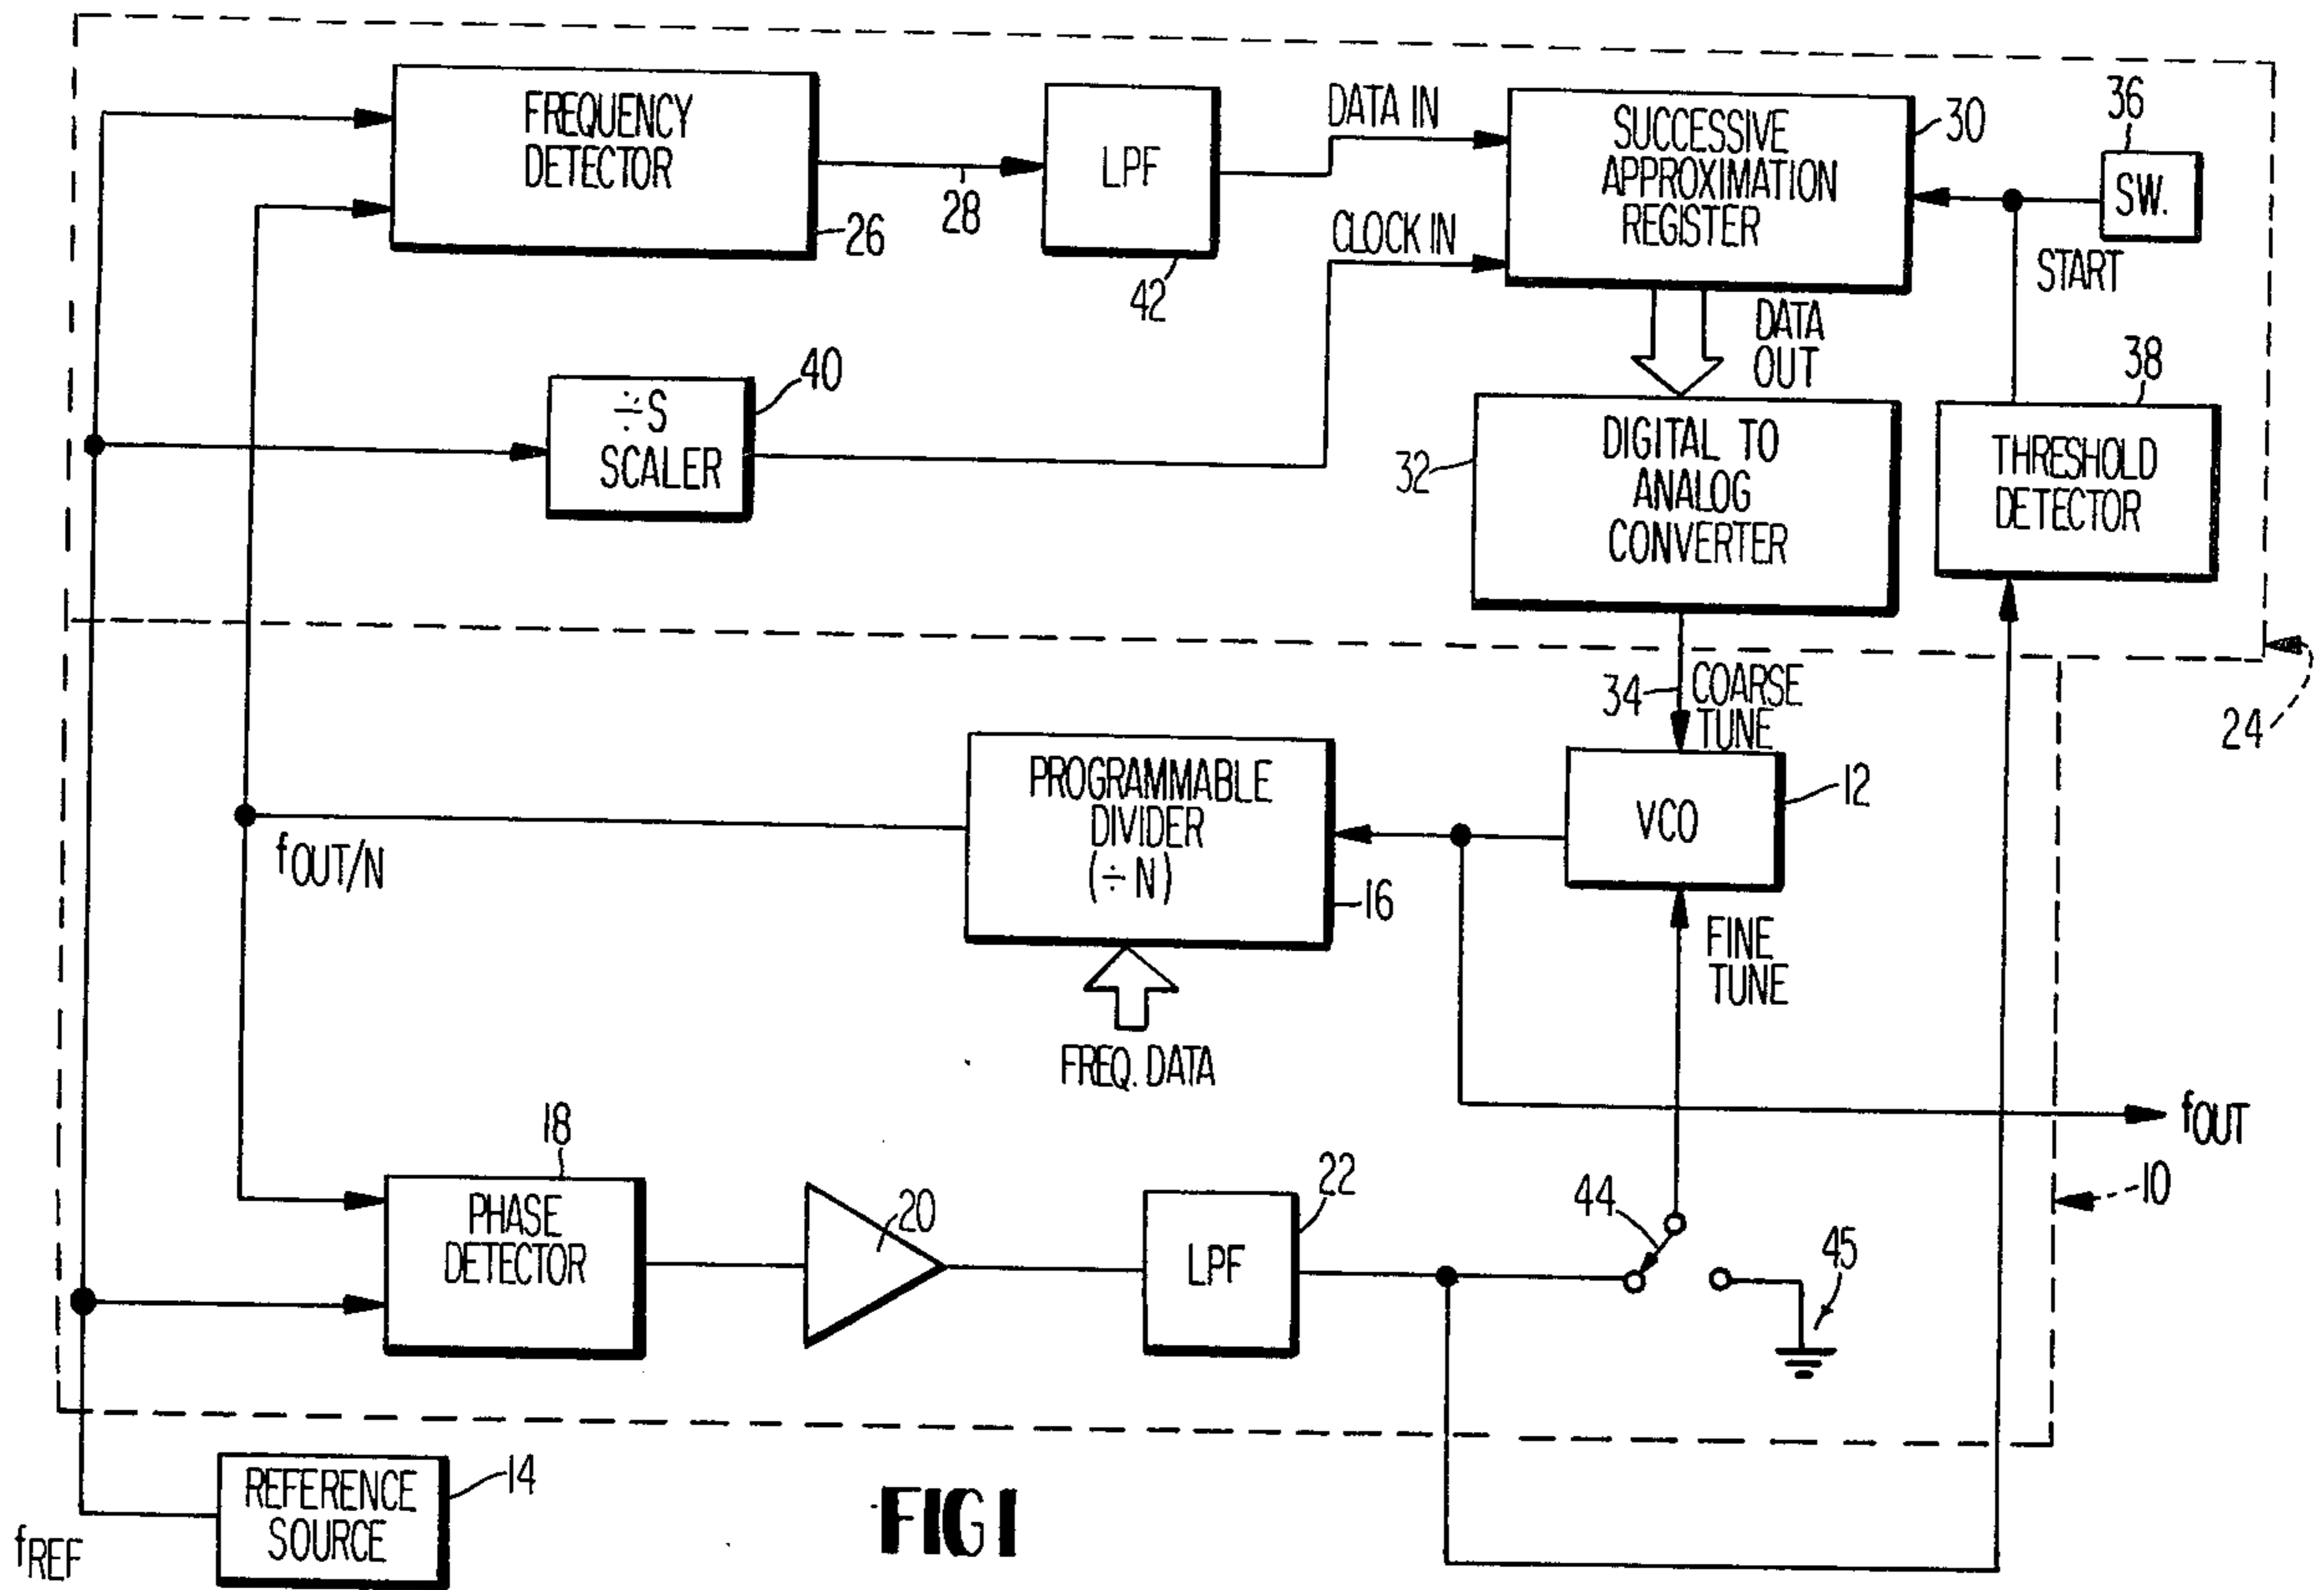 FREQUENCY
DETECTOR
26
28
LPF
42
DATA IN
CLOCK IN
SUCCESSIVE
APPROXIMATION
REGISTER
30
36
SW.
START
DATA
OUT
÷S
SCALER
40
32
DIGITAL TO
ANALOG
CONVERTER
38
THRESHOLD
DETECTOR
24
34
COARSE
TUNE
PROGRAMMABLE
DIVIDER
(÷N)
16
VCO
12
fOUT/N
FREQ. DATA
FINE
TUNE
fOUT
10
18
PHASE
DETECTOR
20
LPF
22
44
45
REFERENCE
SOURCE
14
fREF
FIG 1